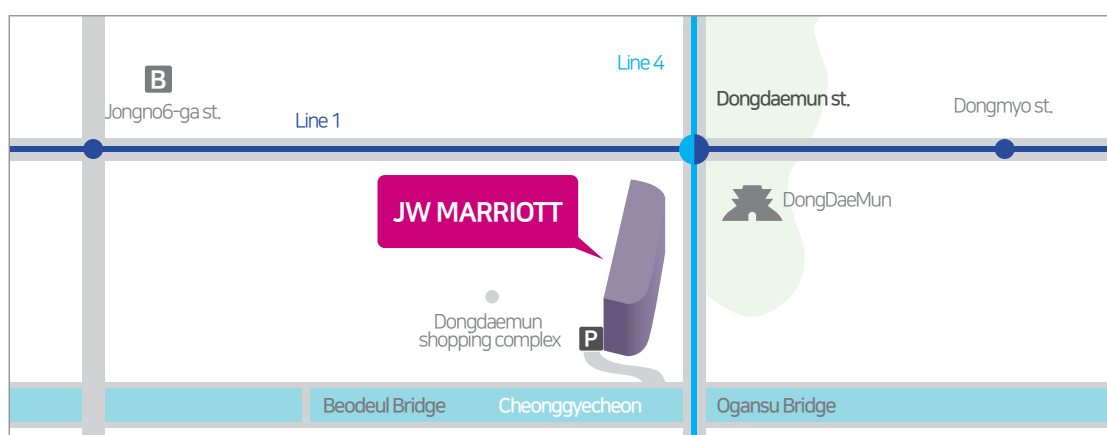 B
Jongno6-ga st.
Line 1
Line 4
Dongdaemun st.
Dongmyo st.
JW MARRIOTT
DongDaeMun
Dongdaemun
shopping complex
P
Beodeul Bridge
Cheonggyecheon
Ogansu Bridge